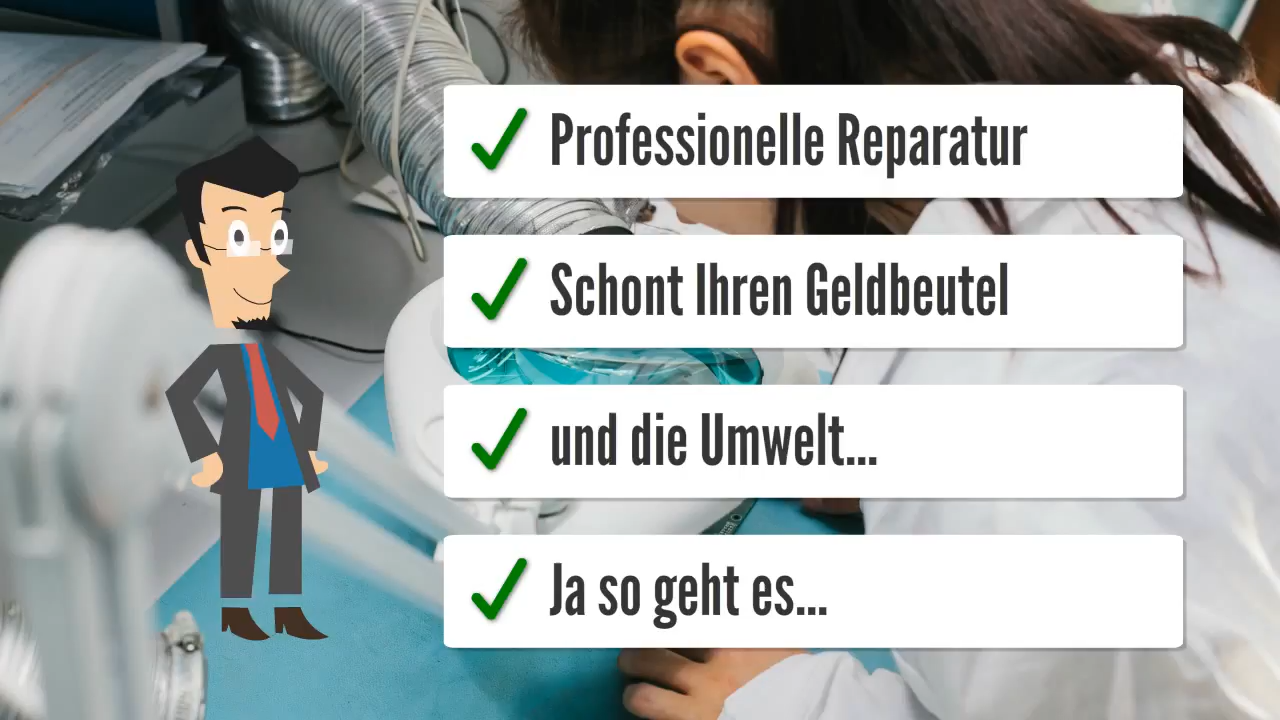 Professionelle Reparatur
Schont Ihren Geldbeutel
und die Umwelt...
Ja so geht es...